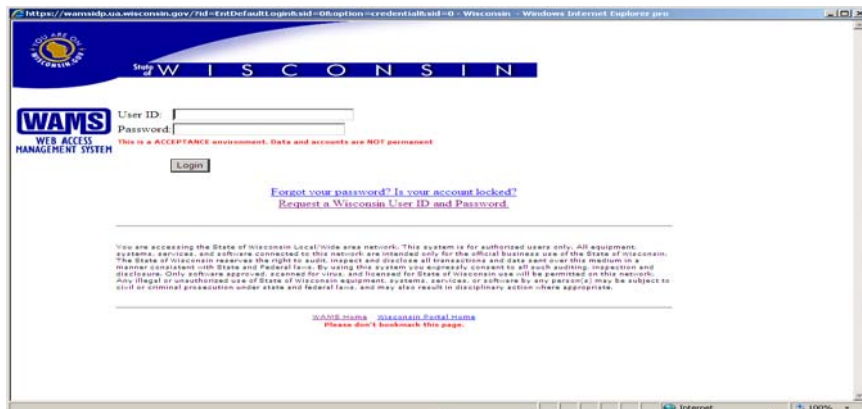 https://wamsidp.ua.wisconsin.gov/?id=EntDefaultLogin&sid=0&option=credential&sid=0 - Wisconsin - Windows Internet Explorer pro
YOU ARE ON
WISCONSIN.GOV
State of WISCONSIN
WAMS
WEB ACCESS
MANAGEMENT SYSTEM
User ID:
Password:
This is a ACCEPTANCE environment. Data and accounts are NOT permanent
Login
Forgot your password? Is your account locked?
Request a Wisconsin User ID and Password.
You are accessing the State of Wisconsin Local/Wide area network. This system is for authorized users only. All equipment,
systems, services, and software connected to this network are intended only for the official business use of the State of Wisconsin.
The State of Wisconsin reserves the right to audit, inspect and disclose all transactions and data sent over this medium in a
manner consistent with State and Federal laws. By using this system you expressly consent to all such auditing, inspection and
disclosure. Only software approved, scanned for virus, and licensed for State of Wisconsin use will be permitted on this network.
Any illegal or unauthorized use of State of Wisconsin equipment, systems, services, or software by any person(s) may be subject to
civil or criminal prosecution under state and federal laws, and may also result in disciplinary action where appropriate.
WAMS Home Wisconsin Portal Home
Please don't bookmark this page.
Internet
100%